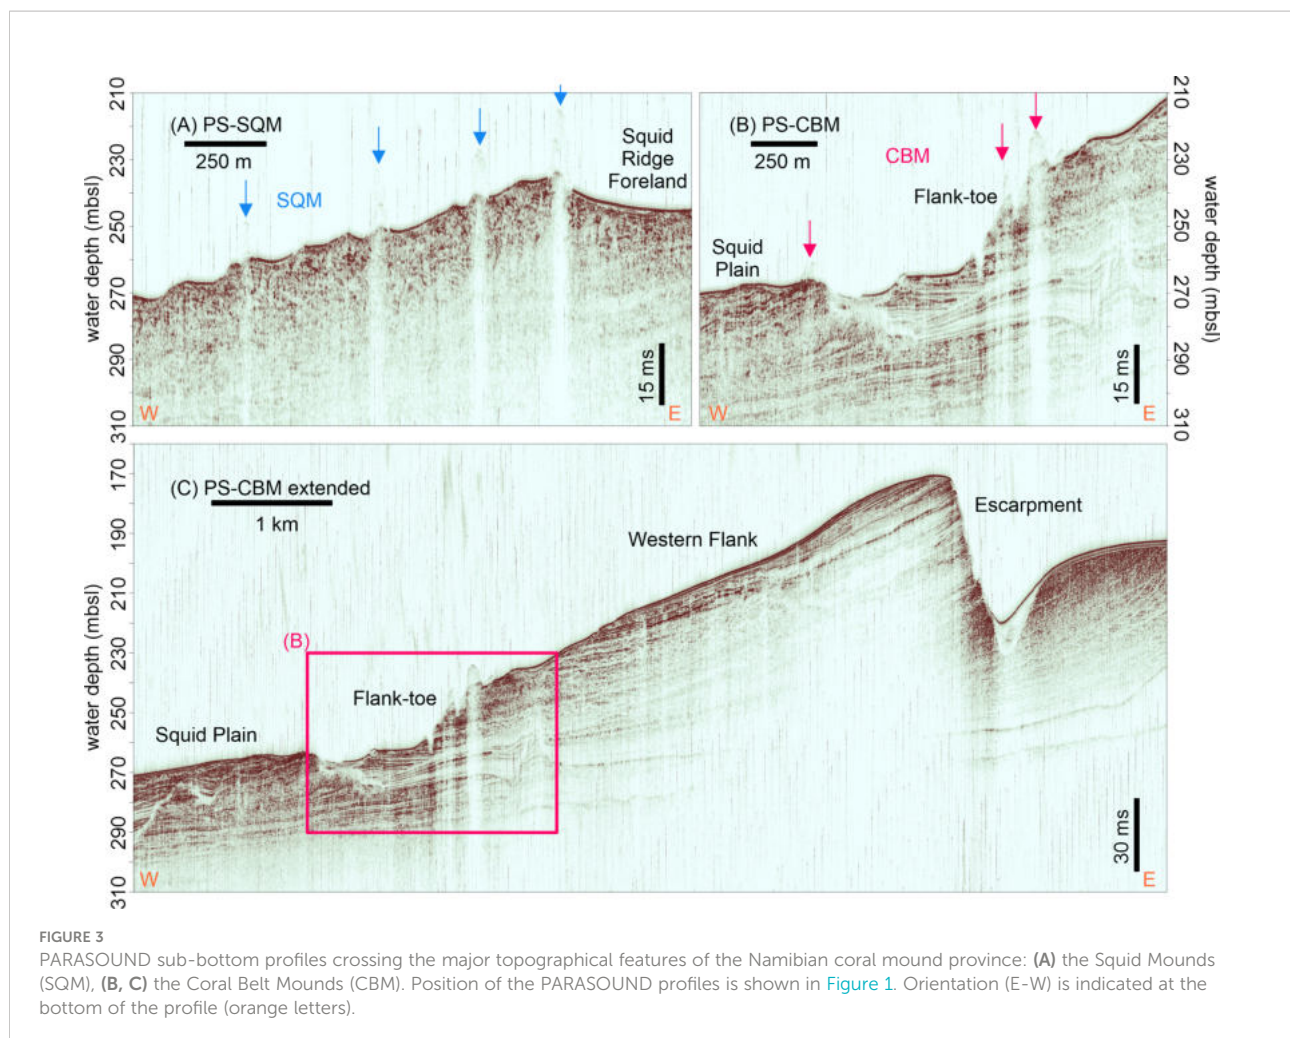 210
230
250
270
290
310
water depth (mbsl)
(A) PS-SQM
250 m
SQM
Squid
Ridge
Foreland
15 ms
W
E
(B) PS-CBM
250 m
CBM
Flank-toe
Squid
Plain
15 ms
W
E
210
230
250
270
290
310
water depth (mbsl)
170
190
210
230
250
270
290
310
water depth (mbsl)
(C) PS-CBM extended
1 km
Western Flank
Escarpment
(B)
Flank-toe
Squid Plain
30 ms
W
E
FIGURE 3
PARASOUND sub-bottom profiles crossing the major topographical features of the Namibian coral mound province: (A) the Squid Mounds
(SQM), (B, C) the Coral Belt Mounds (CBM). Position of the PARASOUND profiles is shown in Figure 1. Orientation (E-W) is indicated at the
bottom of the profile (orange letters).